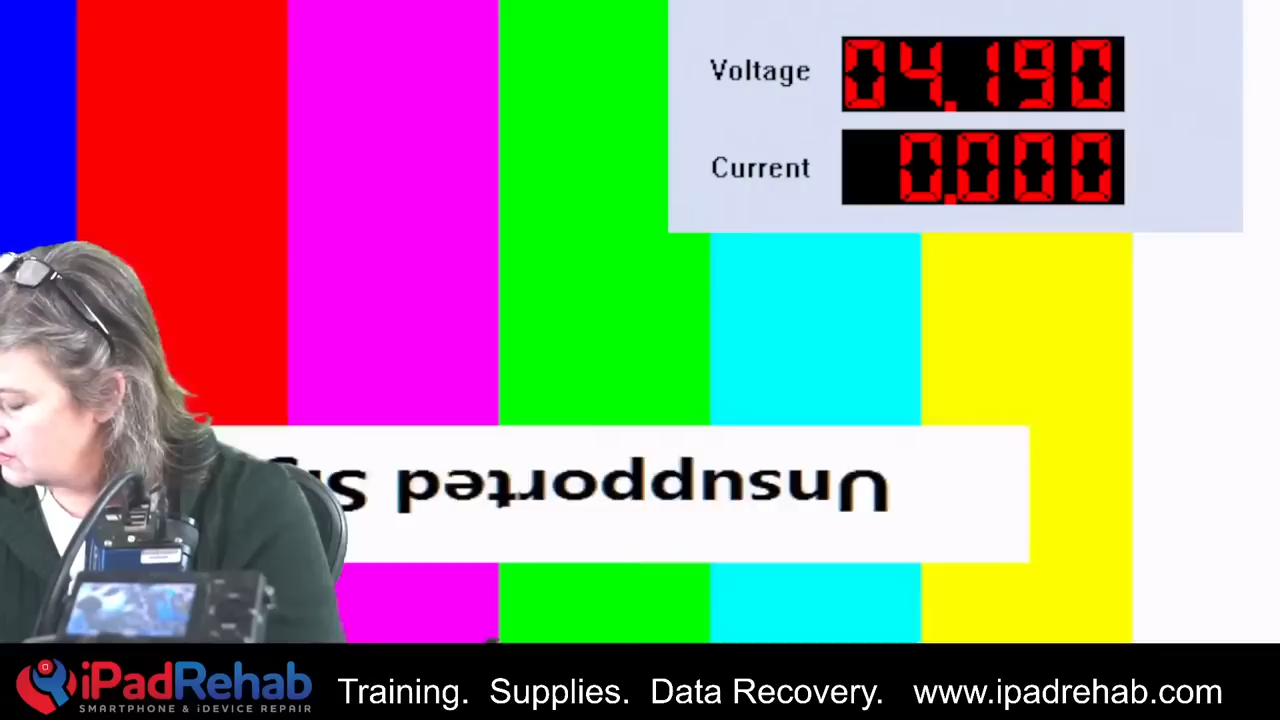 Voltage 04.190
Current 0.000
Unsupported
iPadRehab
SMARTPHONE & iDEVICE REPAIR
Training. Supplies. Data Recovery. www.ipadrehab.com